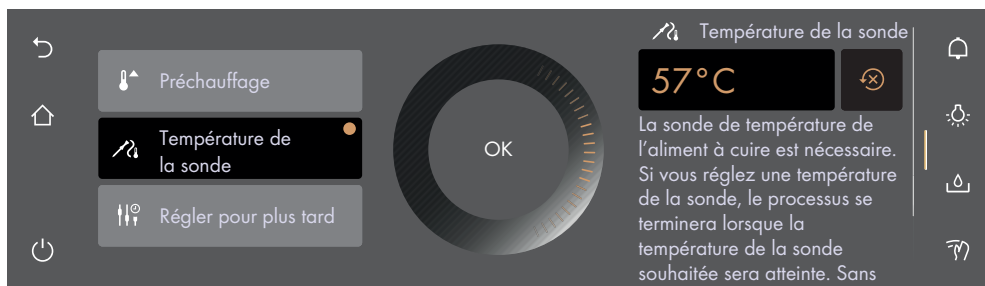 Préchauffage
Température de
la sonde
Régler pour plus tard
OK
Température de la sonde
57°C
La sonde de température de
l'aliment à cuire est nécessaire.
Si vous réglez une température
de la sonde, le processus se
terminera lorsque la
température de la sonde
souhaitée sera atteinte. Sans